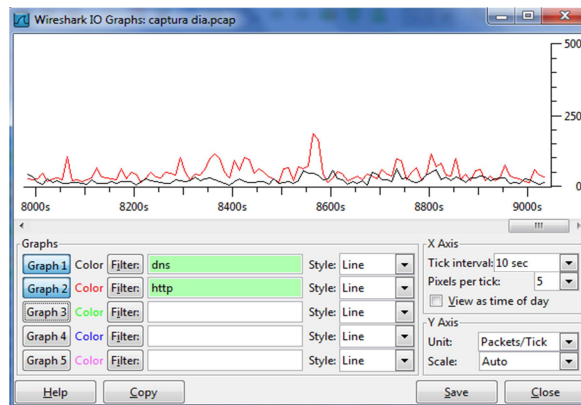 Wireshark IO Graphs: captura dia.pcap
500
250
0
8000s 8200s 8400s 8600s 8800s 9000s
Graphs
Graph 1 Color Filter: dns Style: Line
Graph 2 Color Filter: http Style: Line
Graph 3 Color Filter: Style: Line
Graph 4 Color Filter: Style: Line
Graph 5 Color Filter: Style: Line
X Axis
Tick interval: 10 sec
Pixels per tick: 5
View as time of day
Y Axis
Unit: Packets/Tick
Scale: Auto
Help Copy Save Close